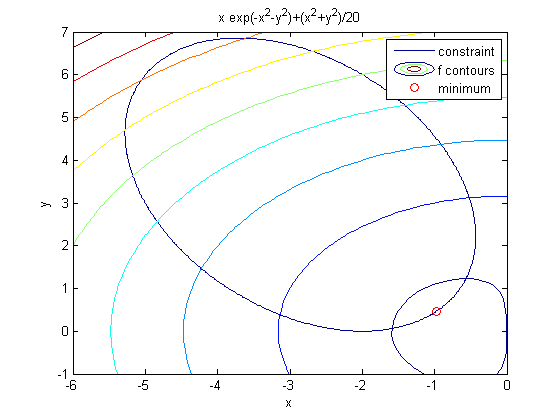 x exp(-x²-y²)+(x²+y²)/20
constraint
f contours
minimum
7
6
5
4
3
2
1
0
-1
y
-6
-5
-4
-3
-2
-1
0
x